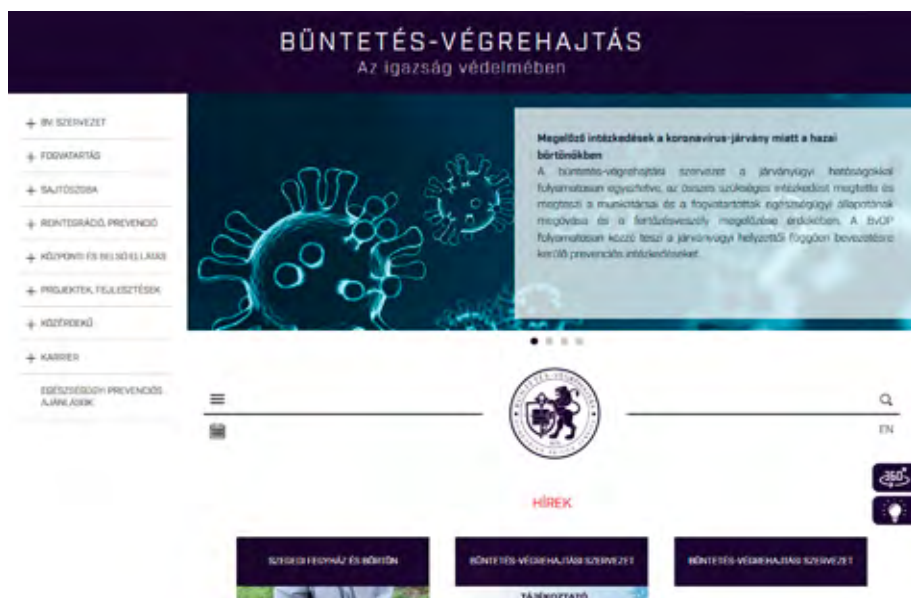 BÜNTETÉS-VÉGREHAJTÁS
Az igazság védelmében
BV. SZERVEZET
FOGVATARTÁS
SAJTÓSZOBA
REINTEGRÁCIÓ, PREVENCIÓ
KÖZPONTI ÉS BELSŐ ELLÁTÁS
PROJEKTEK, FEJLESZTÉSEK
KÖZÉRDEKŰ
KARRIER
EGÉSZSÉGÜGYI PREVENCIÓS
AJÁNLÁSOK
Megelőző intézkedések a koronavírus-járvány miatt a hazai
börtönökben
A büntetés-végrehajtási szervezet a járványügyi hatóságokkal
folyamatosan egyeztetve, az összes szükséges intézkedést megtette és
megteszi a munkatársai és a fogvatartottak egészségügyi állapotának
megóvása és a fertőzésveszély megelőzése érdekében. A BvOP
folyamatosan közzé teszi a járványügyi helyzettől függően bevezetésre
kerülő prevenciós intézkedéseket.
BÜNTETÉS-VÉGREHAJTÁS
EN
360°
HÍREK
SZEGEDI FEGYHÁZ ÉS BÖRTÖN
BÜNTETÉS-VÉGREHAJTÁSI SZERVEZET
BÜNTETÉS-VÉGREHAJTÁSI SZERVEZET
TÁJÉKOZTATÓ